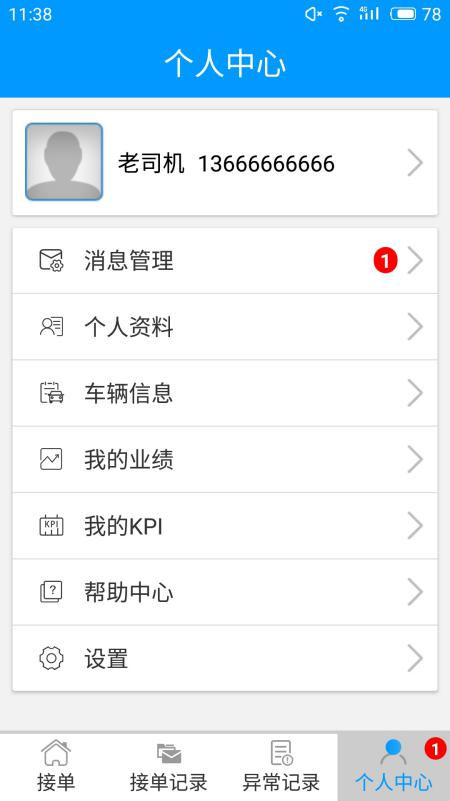 11:38
4G
78
个人中心
老司机 13666666666
消息管理
1
个人资料
车辆信息
我的业绩
KPI
我的KPI
?
帮助中心
设置
接单
接单记录
异常记录
个人中心
1